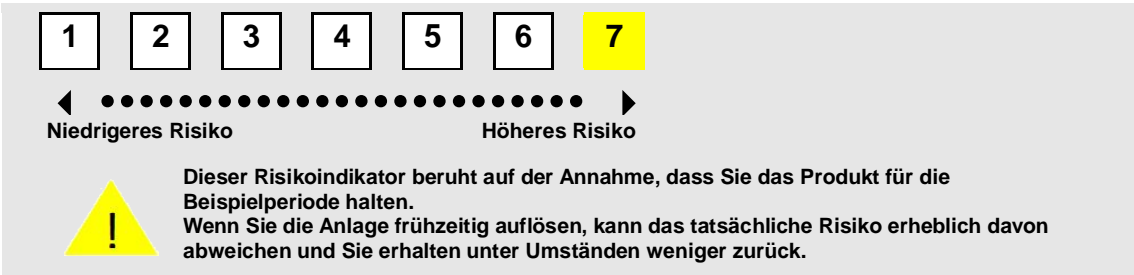 1 2 3 4 5 6 7
Niedrigeres Risiko Höheres Risiko
Dieser Risikoindikator beruht auf der Annahme, dass Sie das Produkt für die
Beispielperiode halten.
Wenn Sie die Anlage frühzeitig auflösen, kann das tatsächliche Risiko erheblich davon
abweichen und Sie erhalten unter Umständen weniger zurück.
!